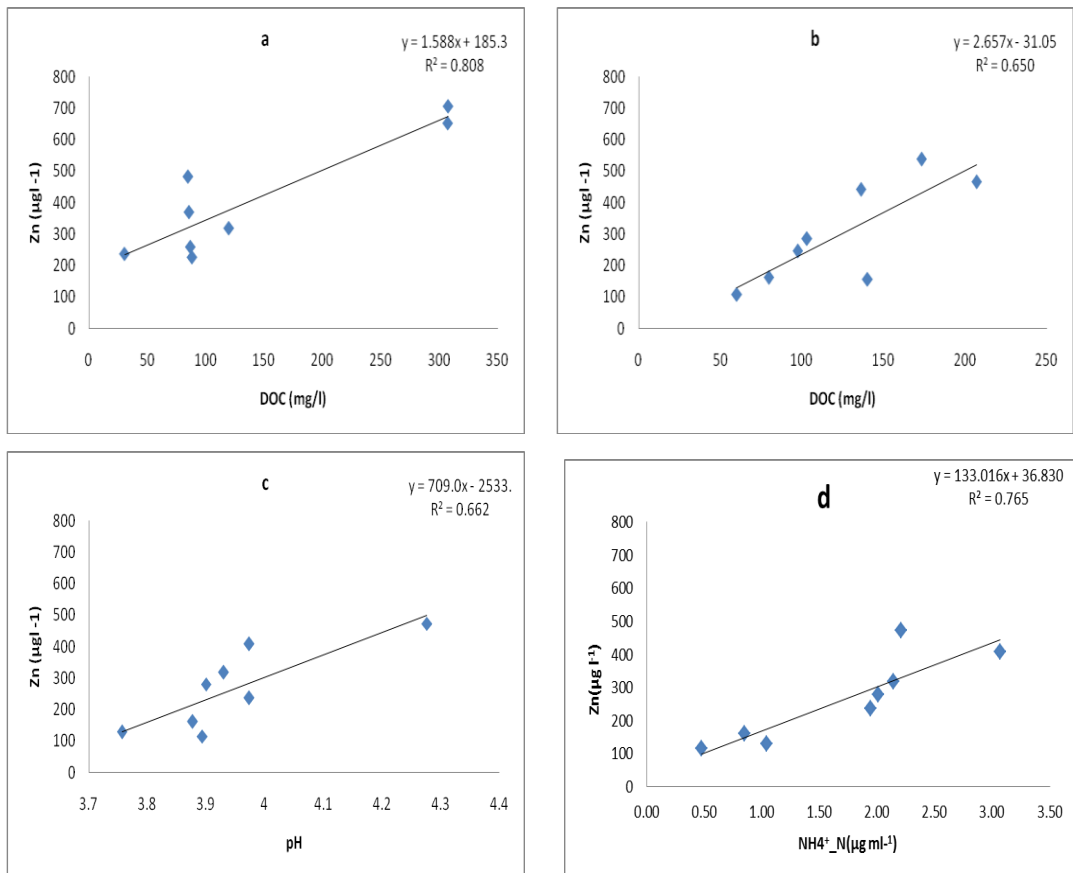 a
y = 1.588x + 185.3
R² = 0.808
800
700
600
500
400
300
200
100
0
Zn (µgl -1)
0 50 100 150 200 250 300 350
DOC (mg/l)
b
y = 2.657x - 31.05
R² = 0.650
800
700
600
500
400
300
200
100
0
Zn (µgl -1)
0 50 100 150 200 250
DOC (mg/l)
c
y = 709.0x - 2533.
R² = 0.662
800
700
600
500
400
300
200
100
0
Zn (µgl -1)
3.7 3.8 3.9 4 4.1 4.2 4.3 4.4
pH
d
y = 133.016x + 36.830
R² = 0.765
800
700
600
500
400
300
200
100
0
Zn(µg l-¹)
0.00 0.50 1.00 1.50 2.00 2.50 3.00 3.50
NH4⁺_N(µg ml-¹)